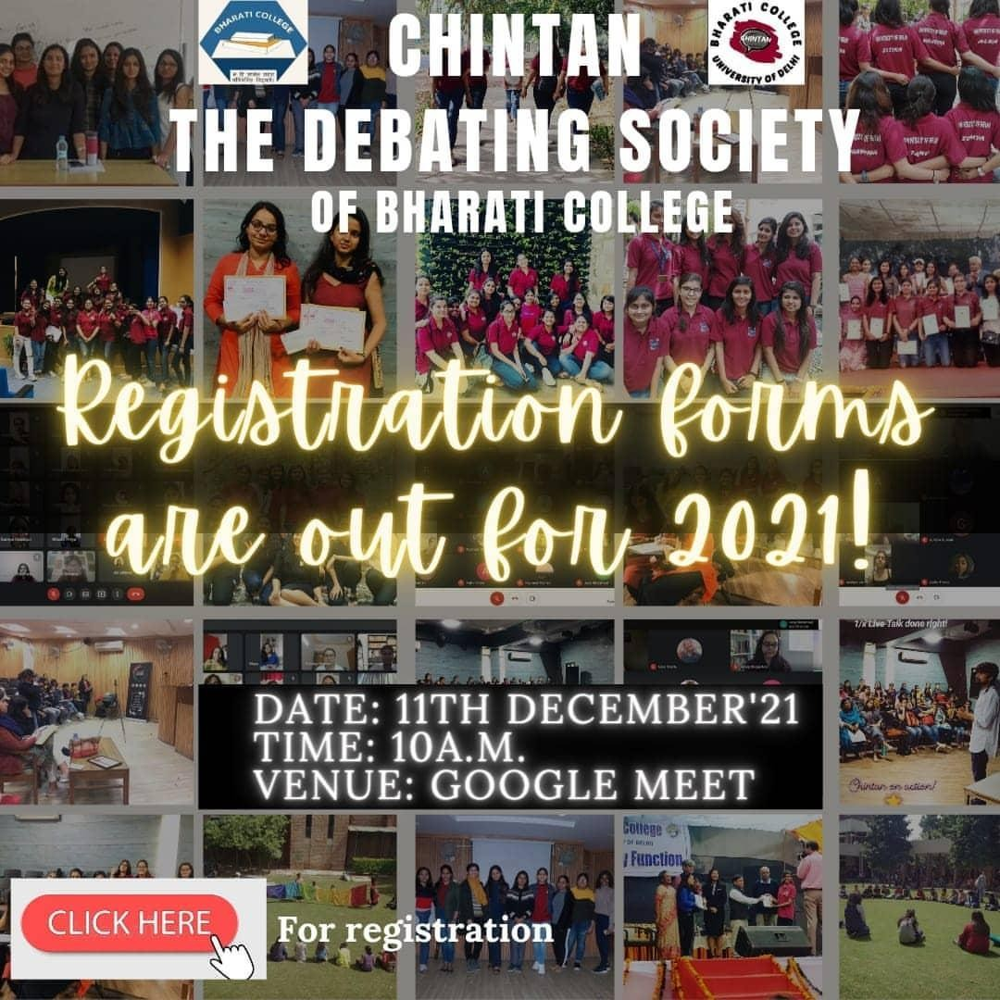 BHARATI COLLEGE
CHINTAN
BHARATI COLLEGE
CHINTAN
UNIVERSITY OF DELHI
THE DEBATING SOCIETY
OF BHARATI COLLEGE
Registration forms
are out for 2021!
1/x Live Talk done right!
DATE: 11TH DECEMBER'21
TIME: 10A.M.
VENUE: GOOGLE MEET
Chintan on action!
College
Function
CLICK HERE
For registration